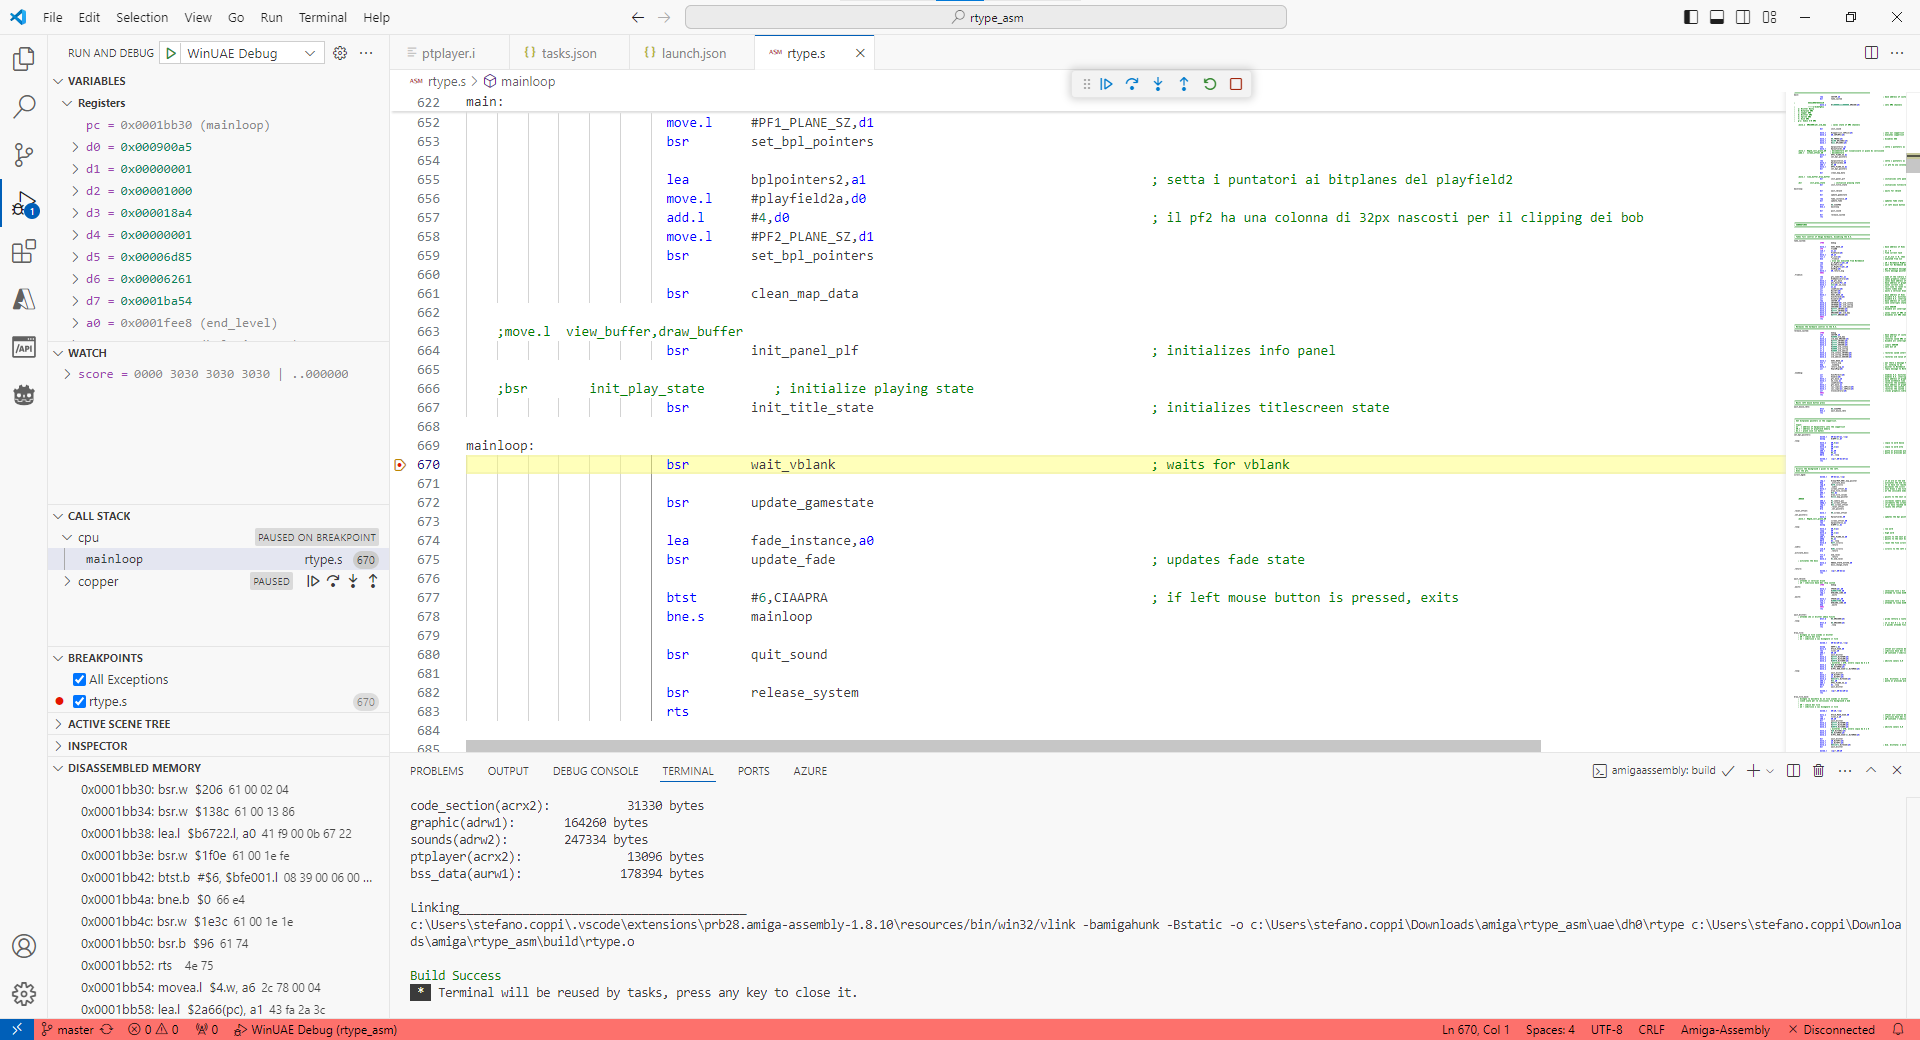 File Edit Selection View Go Run Terminal Help
rtype_asm
RUN AND DEBUG WinUAE Debug
ptplayer.i
tasks.json
launch.json
ASM rtype.s
VARIABLES
Registers
pc = 0x0001bb30 (mainloop)
d0 = 0x000900a5
d1 = 0x00000001
d2 = 0x00001000
d3 = 0x000018a4
d4 = 0x00000001
d5 = 0x00006d85
d6 = 0x00006261
d7 = 0x0001ba54
a0 = 0x0001fee8 (end_level)
WATCH
score = 0000 3030 3030 3030 | ..000000
CALL STACK
cpu PAUSED ON BREAKPOINT
mainloop rtype.s 670
copper PAUSED
BREAKPOINTS
All Exceptions
rtype.s 670
ACTIVE SCENE TREE
INSPECTOR
DISASSEMBLED MEMORY
0x0001bb30: bsr.w $206 61 00 02 04
0x0001bb34: bsr.w $138c 61 00 13 86
0x0001bb38: lea.l $b6722.l, a0 41 f9 00 0b 67 22
0x0001bb3e: bsr.w $1f0e 61 00 1e fe
0x0001bb42: btst.b #$6, $bfe001.l 08 39 00 06 00 ...
0x0001bb4a: bne.b $0 66 e4
0x0001bb4c: bsr.w $1e3c 61 00 1e 1e
0x0001bb50: bsr.b $96 61 74
0x0001bb52: rts 4e 75
0x0001bb54: movea.l $4.w, a6 2c 78 00 04
0x0001bb58: lea.l $2a66(pc), a1 43 fa 2a 3c
ASM rtype.s > mainloop
622 main:
652 move.l #PF1_PLANE_SZ,d1
653 bsr set_bpl_pointers
654
655 lea bplpointers2,a1 ; setta i puntatori ai bitplanes del playfield2
656 move.l #playfield2a,d0
657 add.l #4,d0 ; il pf2 ha una colonna di 32px nascosti per il clipping dei bob
658 move.l #PF2_PLANE_SZ,d1
659 bsr set_bpl_pointers
660
661 bsr clean_map_data
662
663 ;move.l view_buffer,draw_buffer
664 bsr init_panel_plf ; initializes info panel
665
666 ;bsr init_play_state ; initialize playing state
667 bsr init_title_state ; initializes titlescreen state
668
669 mainloop:
670 bsr wait_vblank ; waits for vblank
671
672 bsr update_gamestate
673
674 lea fade_instance,a0
675 bsr update_fade ; updates fade state
676
677 btst #6,CIAAPRA ; if left mouse button is pressed, exits
678 bne.s mainloop
679
680 bsr quit_sound
681
682 bsr release_system
683 rts
684
685
PROBLEMS OUTPUT DEBUG CONSOLE TERMINAL PORTS AZURE
amigaassembly: build
code_section(acrx2): 31330 bytes
graphic(adrw1): 164260 bytes
sounds(adrw2): 247334 bytes
ptplayer(acrx2): 13096 bytes
bss_data(aurw1): 178394 bytes
Linking_________________________________________
c:\Users\stefano.coppi\.vscode\extensions\prb28.amiga-assembly-1.8.10\resources/bin/win32/vlink -bamigahunk -Bstatic -o c:\Users\stefano.coppi\Downloads\amiga\rtype_asm\uae\dh0\rtype c:\Users\stefano.coppi\Downloa
ds\amiga\rtype_asm\build\rtype.o
Build Success
* Terminal will be reused by tasks, press any key to close it.
master 0 0 0 WinUAE Debug (rtype_asm)
Ln 670, Col 1 Spaces: 4 UTF-8 CRLF Amiga-Assembly Disconnected